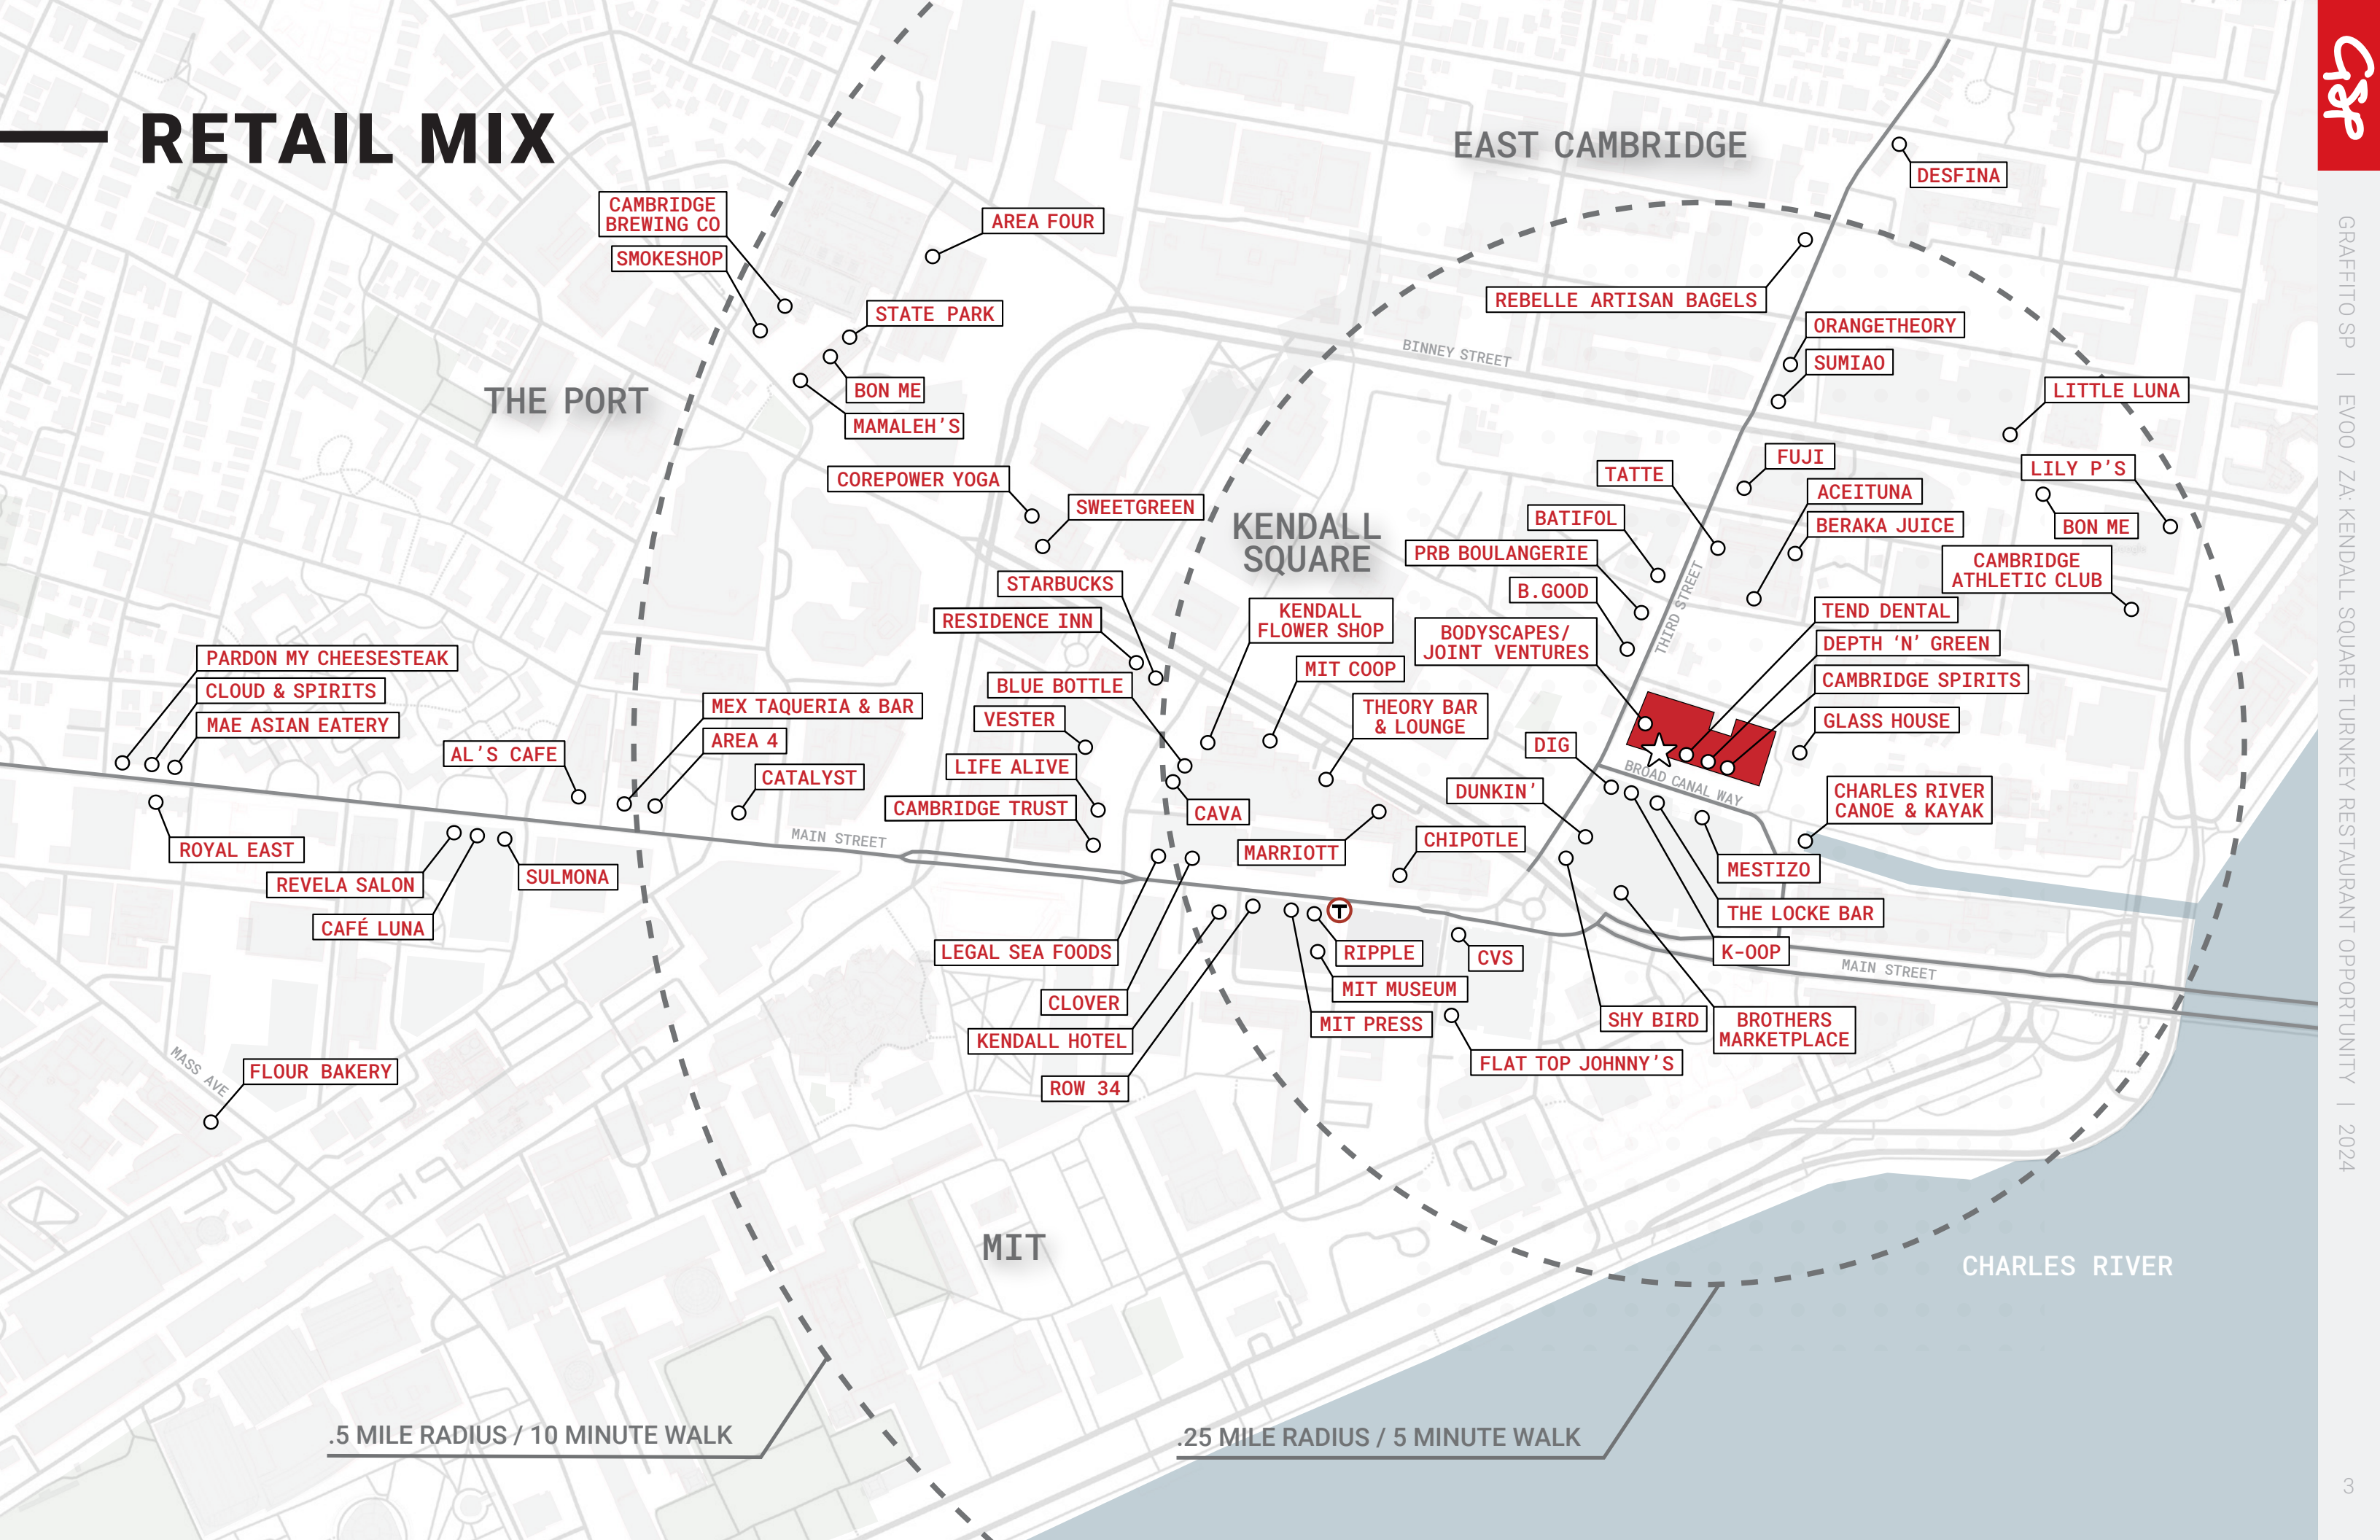 RETAIL MIX
EAST CAMBRIDGE
DESFINA
CAMBRIDGE
BREWING CO
SMOKESHOP
AREA FOUR
STATE PARK
BON ME
MAMALEH'S
THE PORT
REBELLE ARTISAN BAGELS
BINNEY STREET
ORANGETHEORY
SUMIAO
LITTLE LUNA
COREPOWER YOGA
SWEETGREEN
KENDALL
SQUARE
TATTE
FUJI
LILY P'S
ACEITUNA
BATIFOL
BERAKA JUICE
BON ME
PRB BOULANGERIE
CAMBRIDGE
ATHLETIC CLUB
B.GOOD
THIRD STREET
STARBUCKS
RESIDENCE INN
KENDALL
FLOWER SHOP
BODYSCAPES/
JOINT VENTURES
TEND DENTAL
DEPTH 'N' GREEN
CAMBRIDGE SPIRITS
GLASS HOUSE
MIT COOP
BLUE BOTTLE
THEORY BAR
& LOUNGE
VESTER
LIFE ALIVE
CAMBRIDGE TRUST
CAVA
DIG
DUNKIN'
BROAD CANAL WAY
CHARLES RIVER
CANOE & KAYAK
PARDON MY CHEESESTEAK
CLOUD & SPIRITS
MAE ASIAN EATERY
AL'S CAFE
MEX TAQUERIA & BAR
AREA 4
CATALYST
MAIN STREET
ROYAL EAST
REVELA SALON
CAFÉ LUNA
SULMONA
MARRIOTT
CHIPOTLE
MESTIZO
THE LOCKE BAR
K-OOP
MAIN STREET
LEGAL SEA FOODS
CLOVER
KENDALL HOTEL
ROW 34
T
RIPPLE
CVS
MIT MUSEUM
MIT PRESS
SHY BIRD
BROTHERS
MARKETPLACE
FLAT TOP JOHNNY'S
MASS AVE
FLOUR BAKERY
MIT
CHARLES RIVER
.5 MILE RADIUS / 10 MINUTE WALK
.25 MILE RADIUS / 5 MINUTE WALK
GSP
GRAFFITO SP | EVOO / ZA: KENDALL SQUARE TURNKEY RESTAURANT OPPORTUNITY | 2024
3